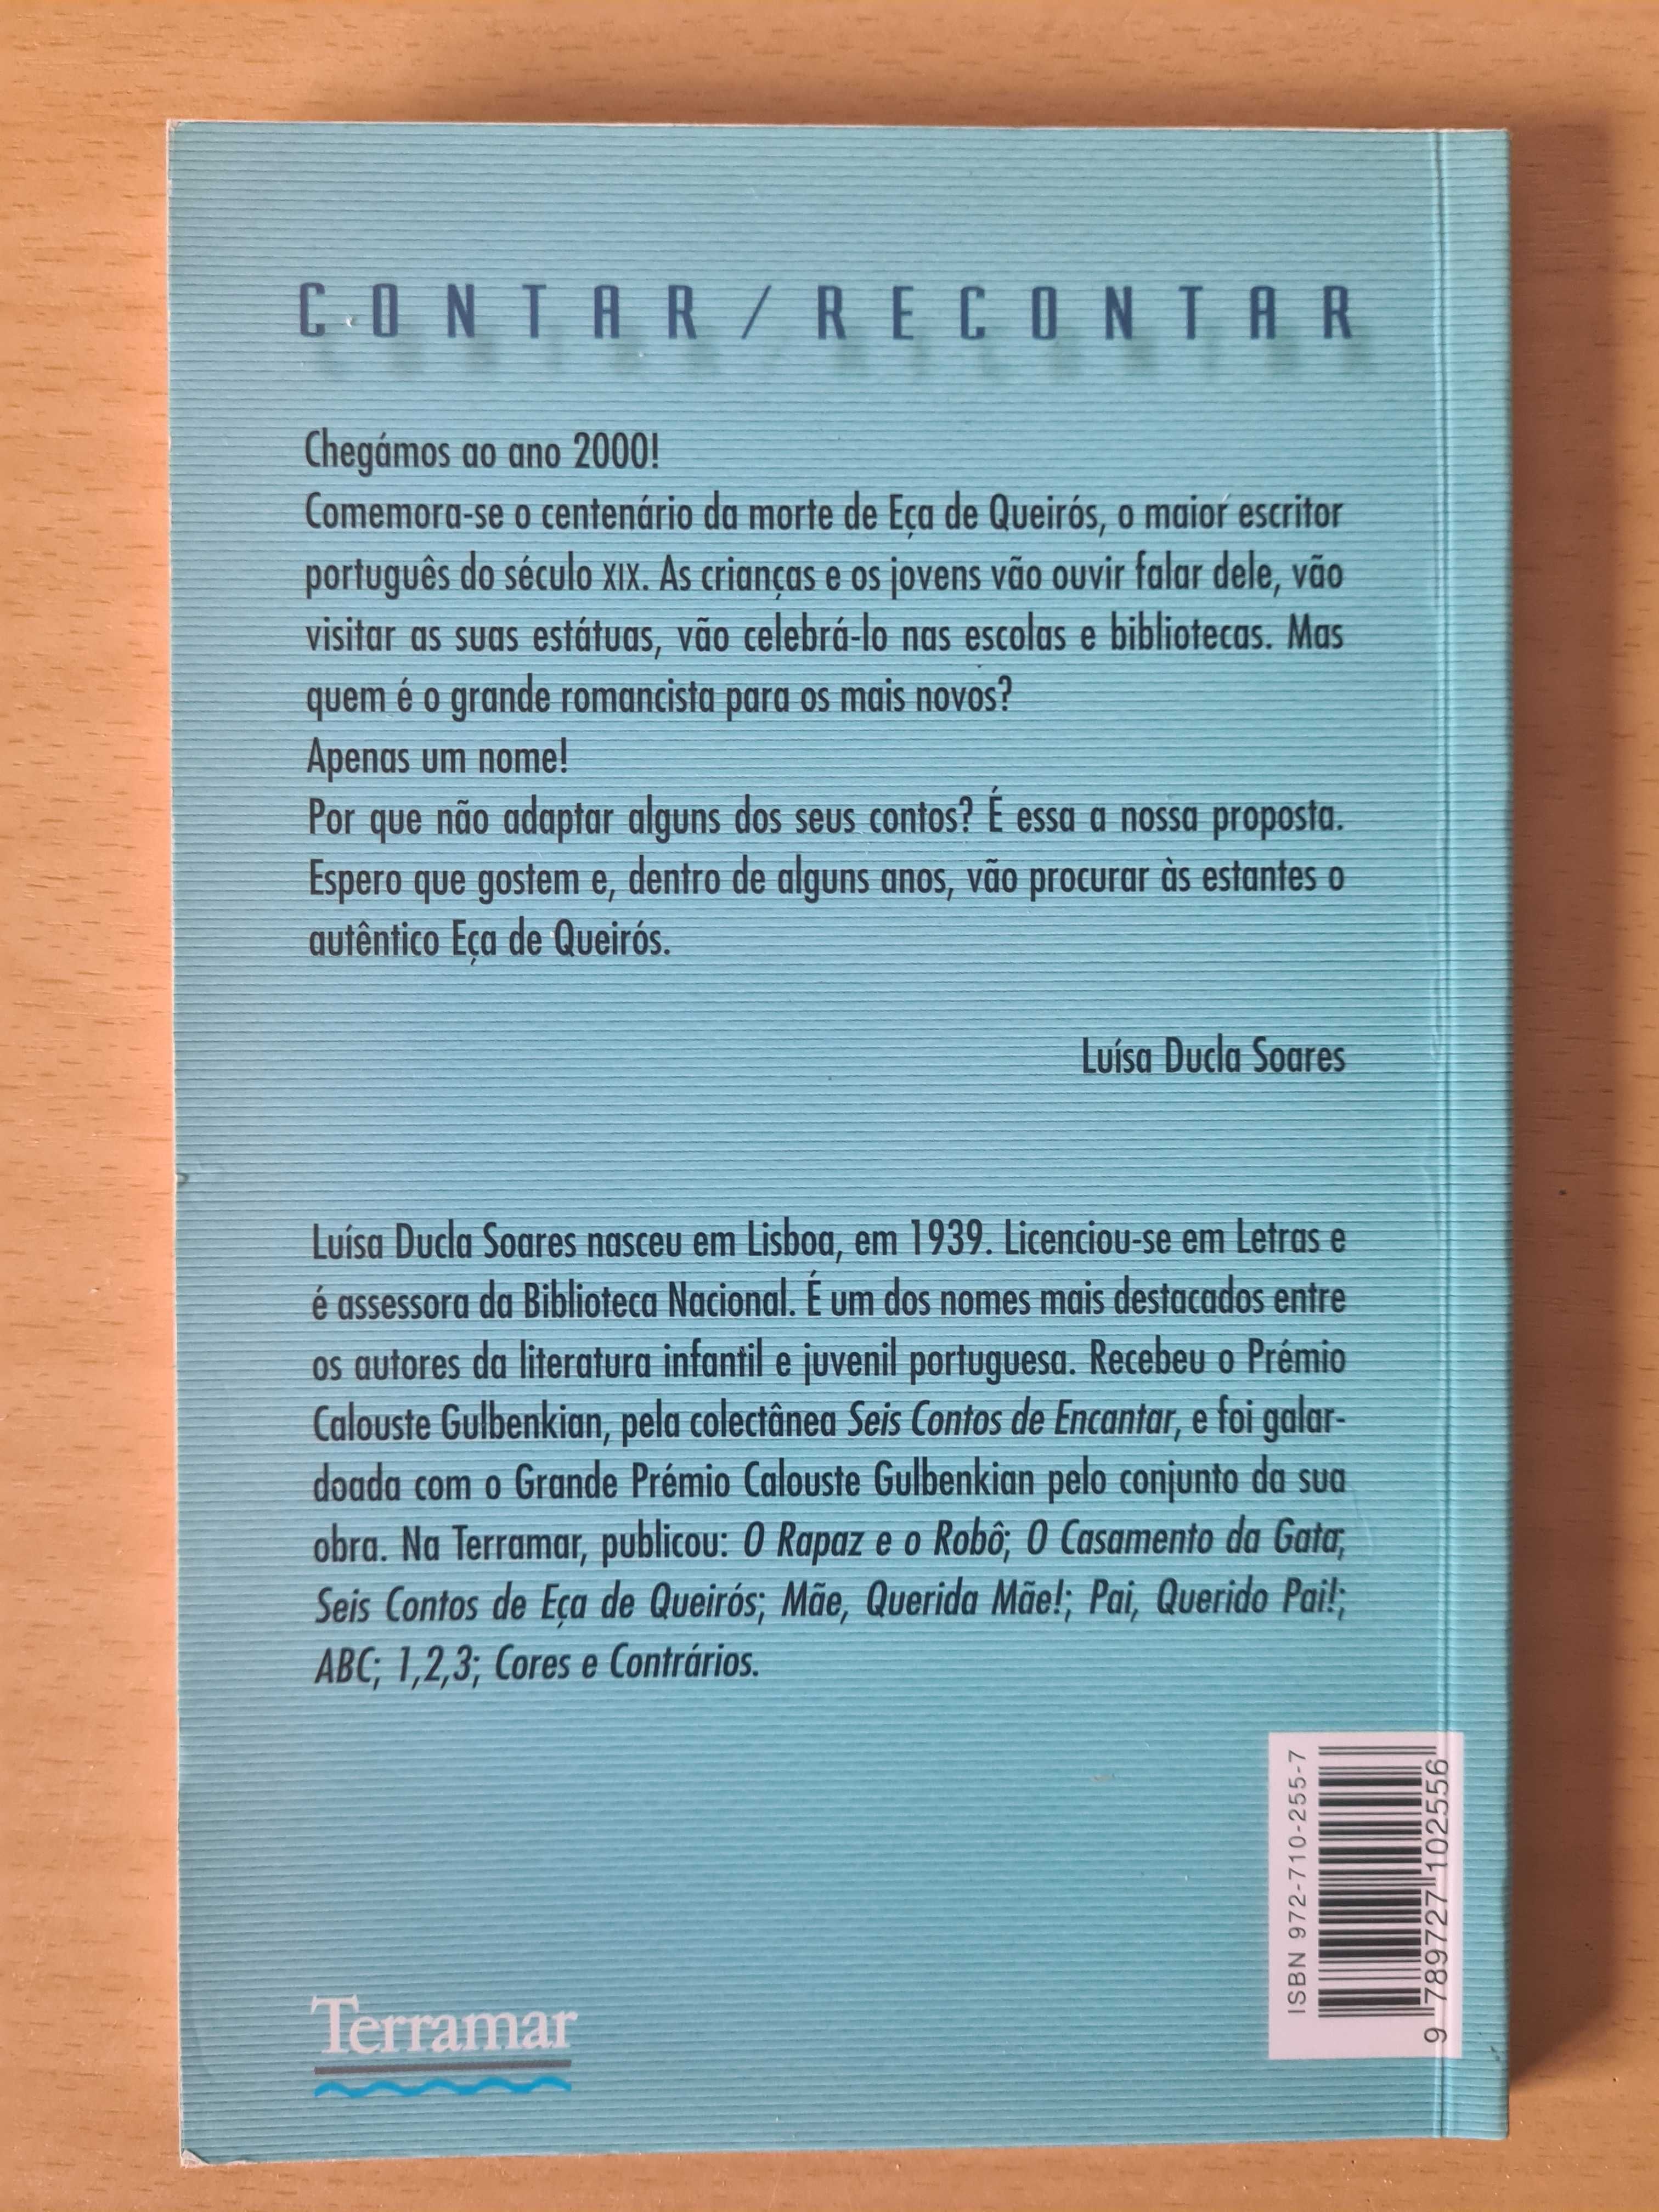 CONTAR/RECONTAR
Chegámos ao ano 2000!
Comemora-se o centenário da morte de Eça de Queirós, o maior escritor
português do século XIX. As crianças e os jovens vão ouvir falar dele, vão
visitar as suas estátuas, vão celebrá-lo nas escolas e bibliotecas. Mas
quem é o grande romancista para os mais novos?
Apenas um nome!
Por que não adaptar alguns dos seus contos? É essa a nossa proposta.
Espero que gostem e, dentro de alguns anos, vão procurar às estantes o
autêntico Eça de Queirós.
Luísa Ducla Soares
Luísa Ducla Soares nasceu em Lisboa, em 1939. Licenciou-se em Letras e
é assessora da Biblioteca Nacional. É um dos nomes mais destacados entre
os autores da literatura infantil e juvenil portuguesa. Recebeu o Prémio
Calouste Gulbenkian, pela colectânea Seis Contos de Encantar, e foi galar-
doada com o Grande Prémio Calouste Gulbenkian pelo conjunto da sua
obra. Na Terramar, publicou: O Rapaz e o Robô; O Casamento da Gata;
Seis Contos de Eça de Queirós; Mãe, Querida Mãe!; Pai, Querido Pai!;
ABC; 1,2,3; Cores e Contrários.
ISBN 972-710-255-7
9 789727 102556
Terramar